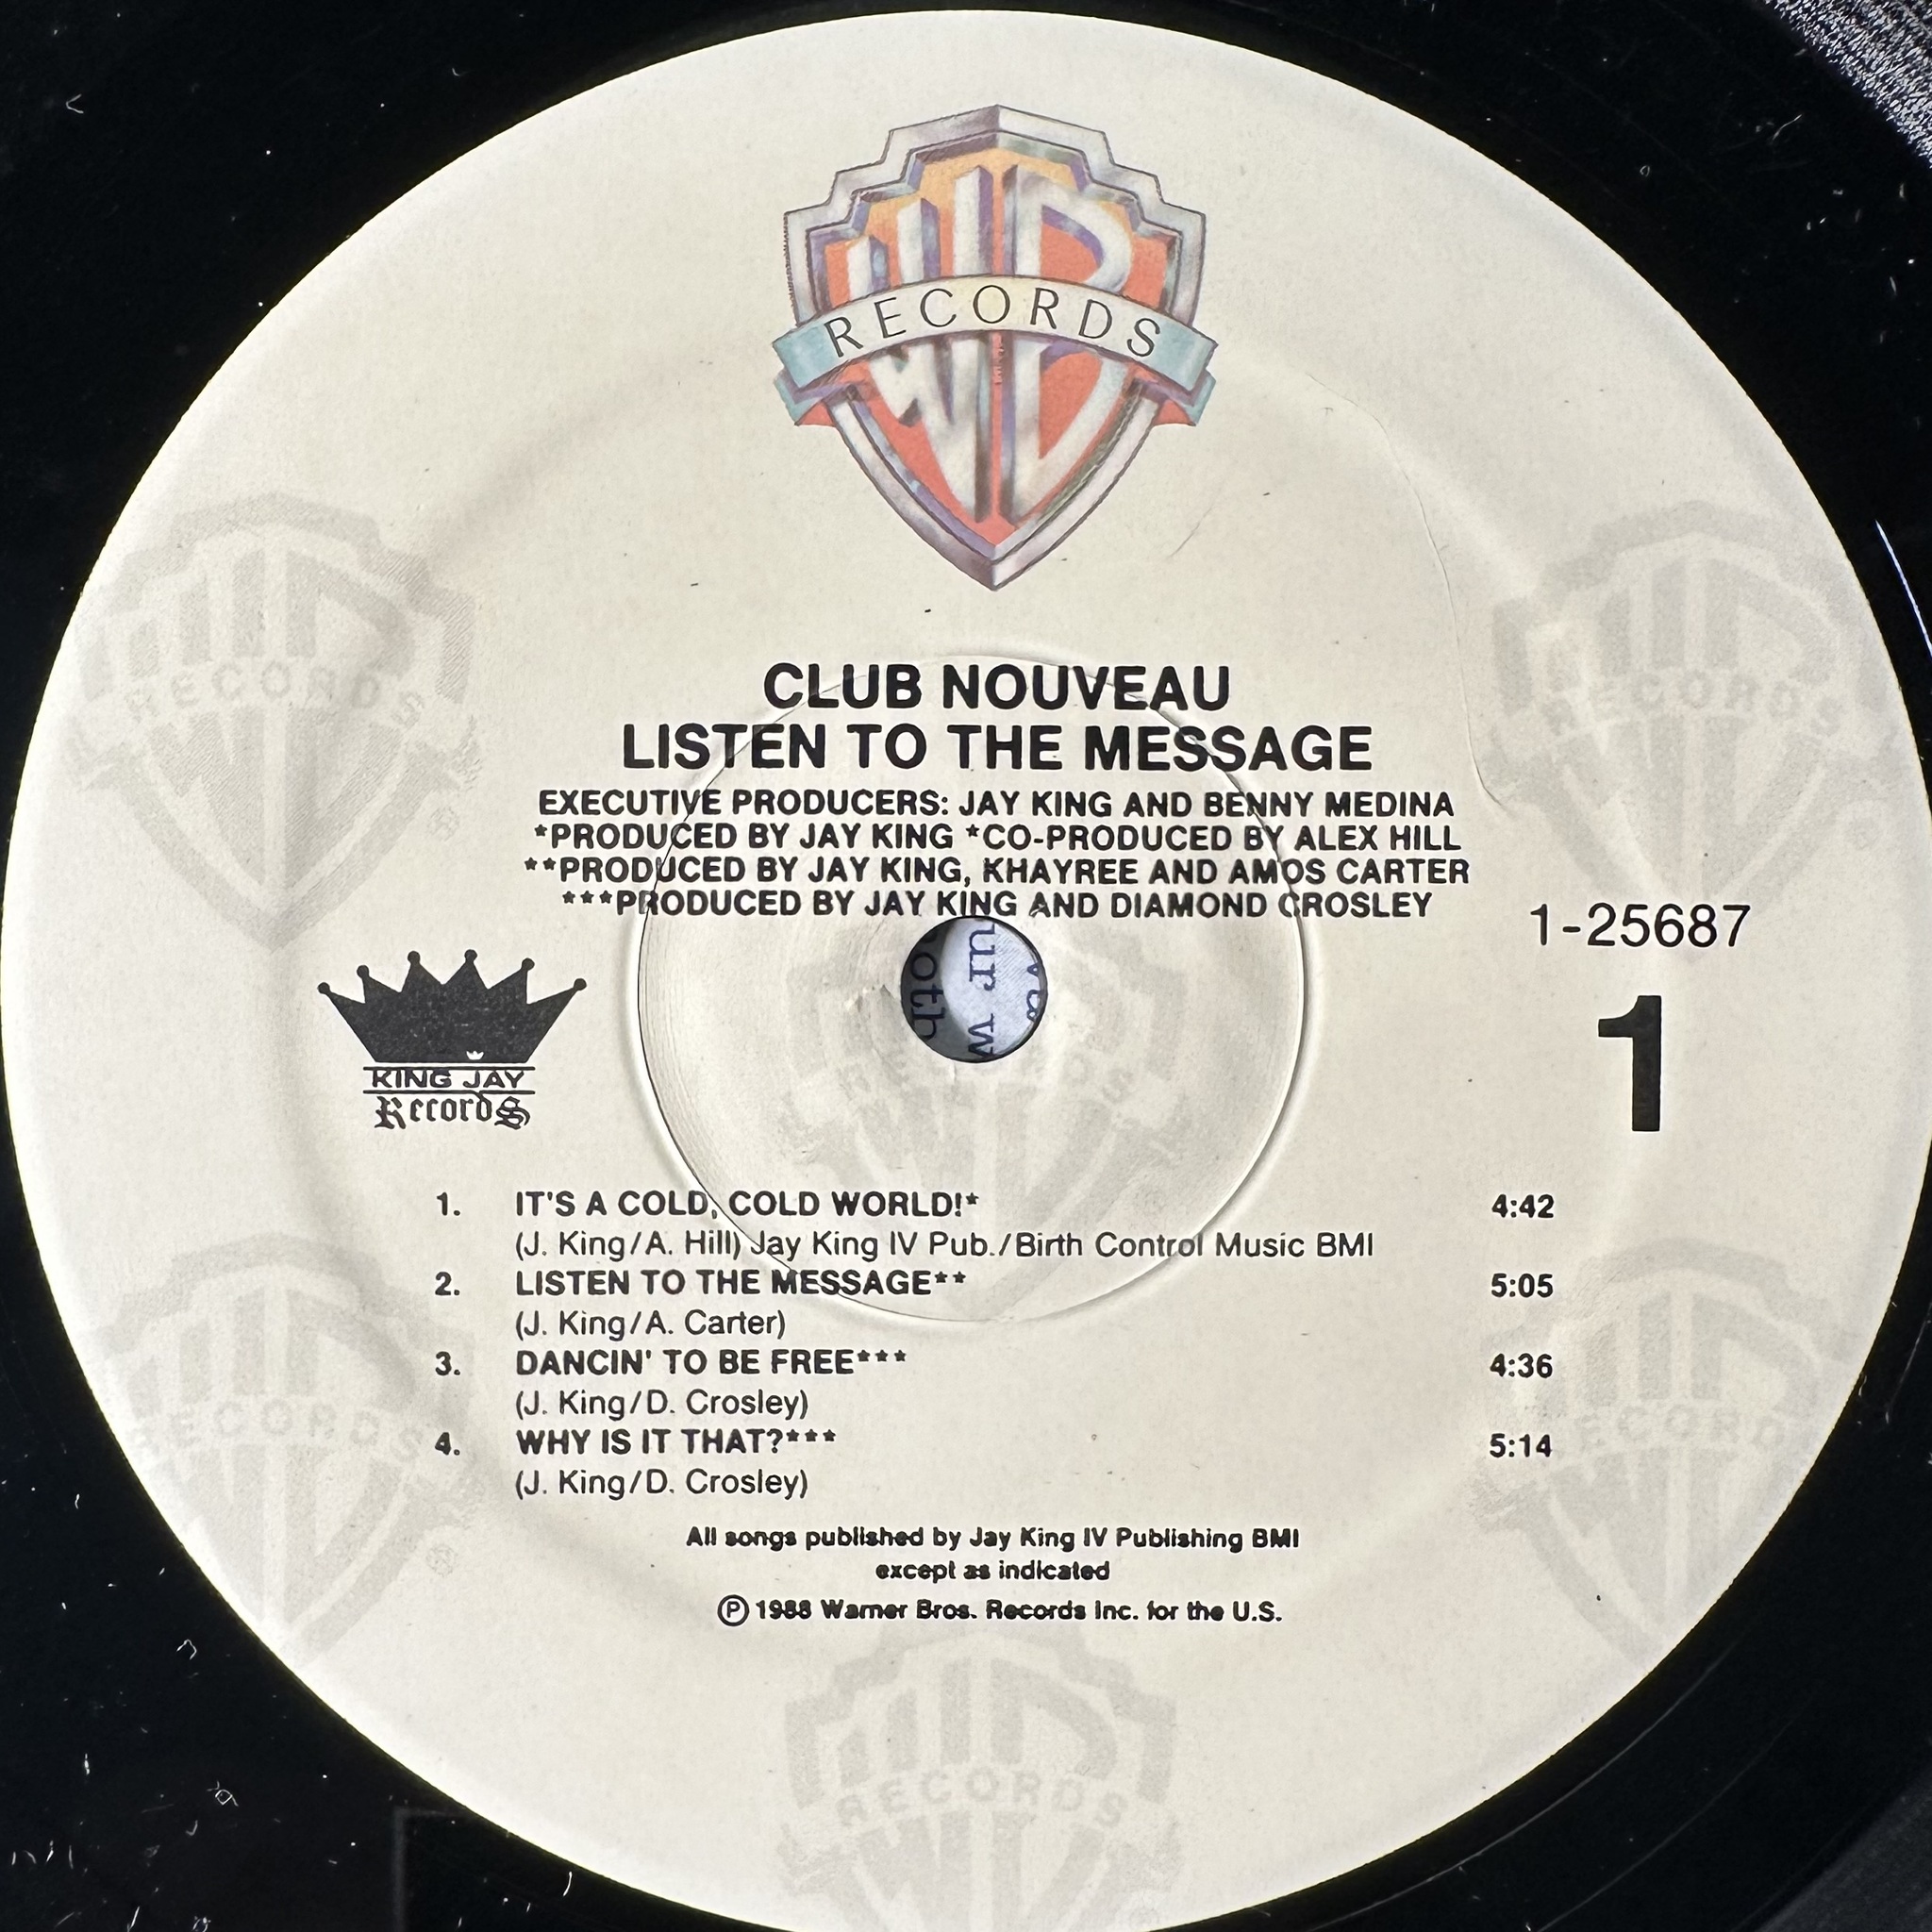 WB
RECORDS
CLUB NOUVEAU
LISTEN TO THE MESSAGE
EXECUTIVE PRODUCERS: JAY KING AND BENNY MEDINA
*PRODUCED BY JAY KING *CO-PRODUCED BY ALEX HILL
**PRODUCED BY JAY KING, KHAYREE AND AMOS CARTER
***PRODUCED BY JAY KING AND DIAMOND CROSLEY
1-25687
1
KING JAY
Records
1. IT'S A COLD, COLD WORLD!* 4:42
(J. King/A. Hill) Jay King IV Pub./Birth Control Music BMI
2. LISTEN TO THE MESSAGE** 5:05
(J. King/A. Carter)
3. DANCIN' TO BE FREE*** 4:36
(J. King/D. Crosley)
4. WHY IS IT THAT?*** 5:14
(J. King/D. Crosley)
All songs published by Jay King IV Publishing BMI
except as indicated
Ⓟ 1988 Warner Bros. Records Inc. for the U.S.